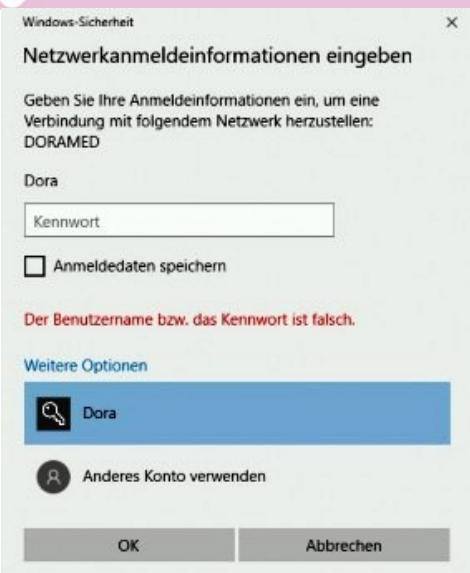 Windows-Sicherheit
Netzwerkanmeldeinformationen eingeben
Geben Sie Ihre Anmeldeinformationen ein, um eine
Verbindung mit folgendem Netzwerk herzustellen:
DORAMED
Dora
Kennwort
Anmeldedaten speichern
Der Benutzername bzw. das Kennwort ist falsch.
Weitere Optionen
Dora
Anderes Konto verwenden
OK Abbrechen